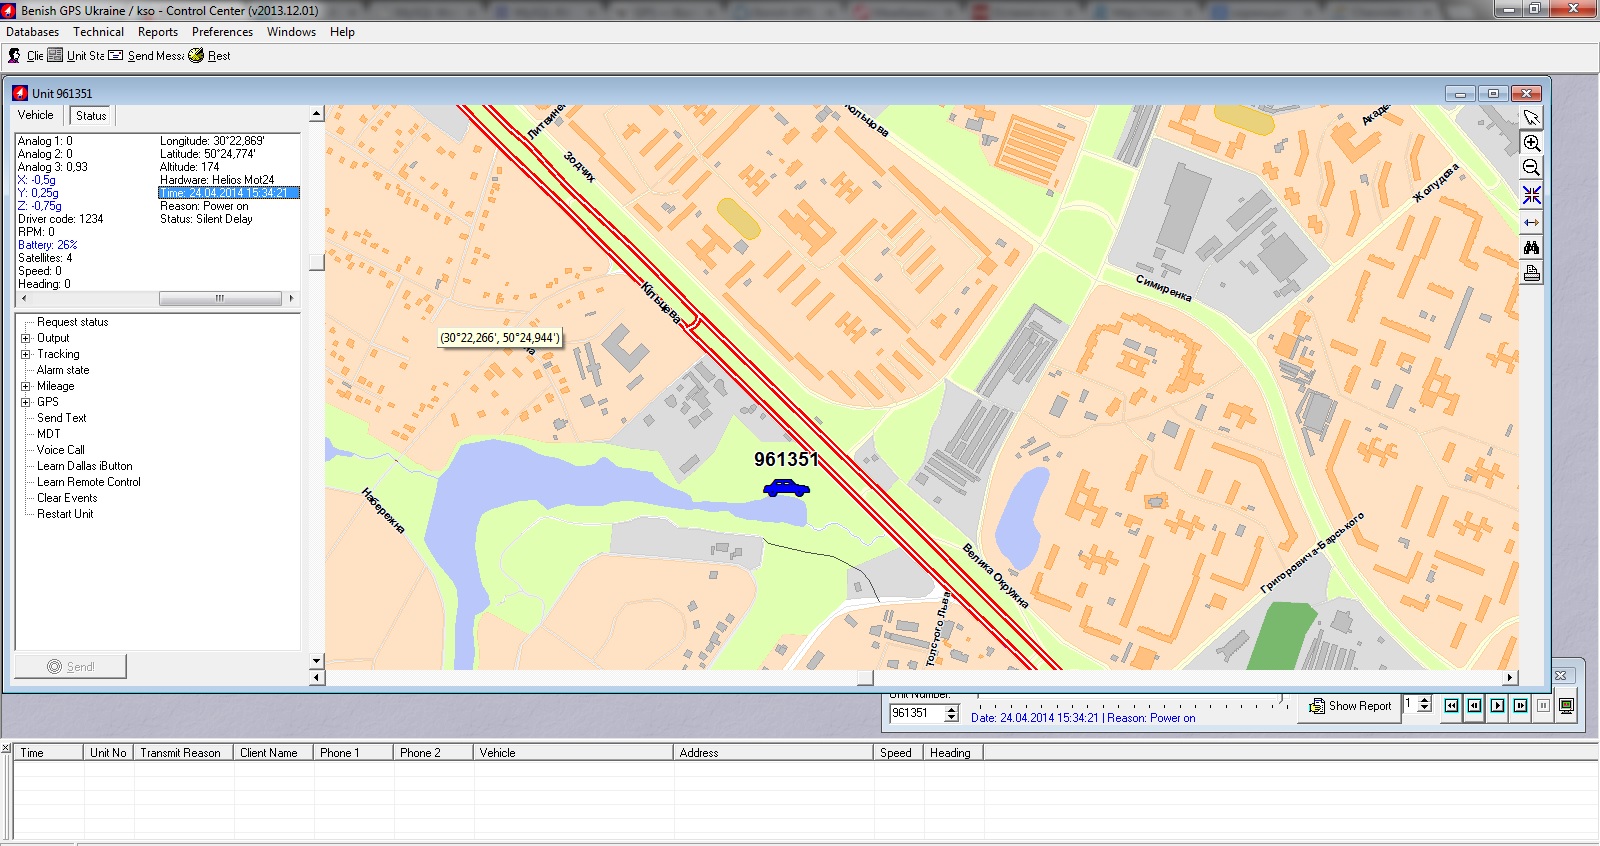 Benish GPS Ukraine / kso - Control Center (v2013.12.01)
Databases Technical Reports Preferences Windows Help
Clie Unit Sta Send Messa Rest
Unit 961351
Vehicle Status
Analog 1: 0
Analog 2: 0
Analog 3: 0,93
X: -0,5g
Y: 0,25g
Z: -0,75g
Driver code: 1234
RPM: 0
Battery: 26%
Satellites: 4
Speed: 0
Heading: 0
Longitude: 30°22,869'
Latitude: 50°24,774'
Altitude: 174
Hardware: Helios Mot24
Time: 24.04.2014 15:34:21
Reason: Power on
Status: Silent Delay
Request status
Output
Tracking
Alarm state
Mileage
GPS
Send Text
MDT
Voice Call
Learn Dallas iButton
Learn Remote Control
Clear Events
Restart Unit
Send!
Зодчих
Жолудєва
Симиренка
Кільцева
(30°22,266', 50°24,944')
961351
Набережна
Велика Окружна
Григоровича-Барського
Толстого Льва
Unit Number:
961351
Date: 24.04.2014 15:34:21 | Reason: Power on
Show Report
1
Time Unit No Transmit Reason Client Name Phone 1 Phone 2 Vehicle Address Speed Heading